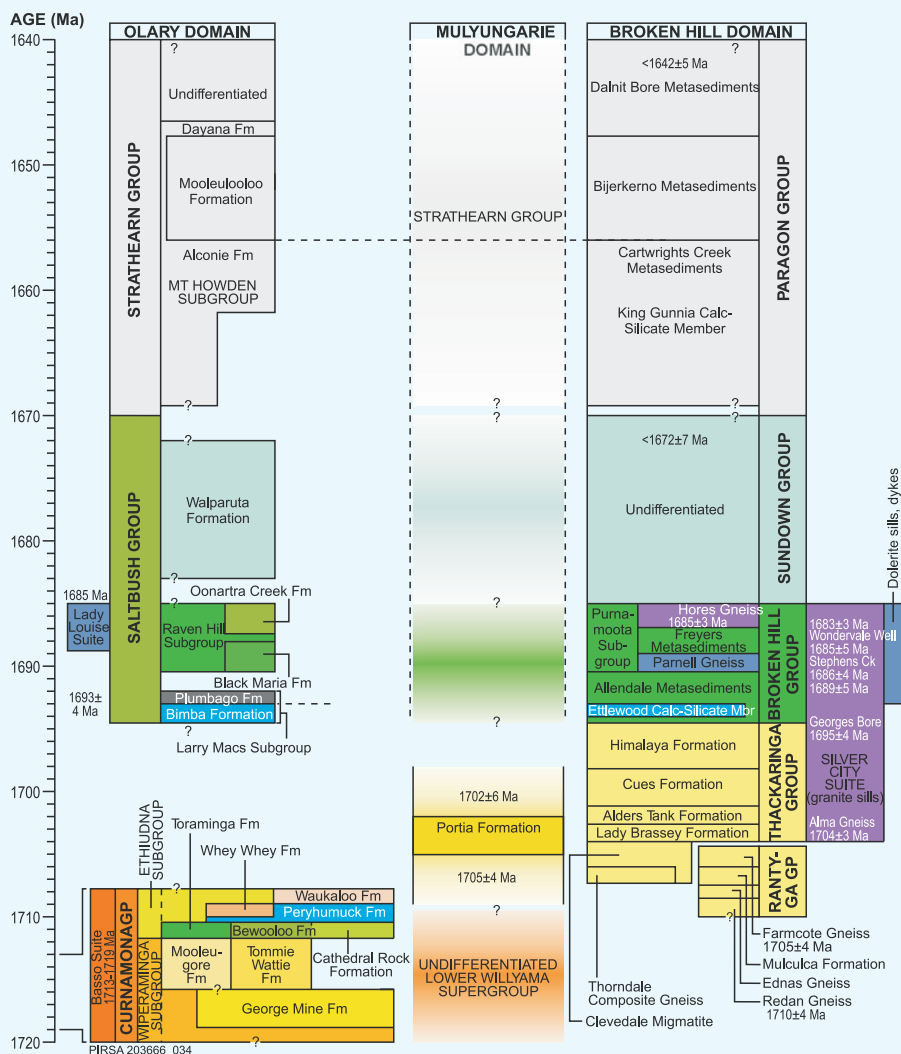 AGE (Ma)
OLARY DOMAIN
MULYUNGARIE
DOMAIN
BROKEN HILL DOMAIN
1640
1650
1660
1670
1680
1690
1700
1710
1720
STRATHEARN GROUP
?
Undifferentiated
Dayana Fm
Mooleulooloo
Formation
Alconie Fm
MT HOWDEN
SUBGROUP
?
SALTBUSH GROUP
?
Walparuta
Formation
?
1685 Ma
Lady
Louise
Suite
?
Oonartra Creek Fm
Raven Hill
Subgroup
Black Maria Fm
1693±
4 Ma
Plumbago Fm
Bimba Formation
?
Larry Macs Subgroup
ETHIUDNA
SUBGROUP
Toraminga Fm
Whey Whey Fm
?
Waukaloo Fm
Peryhumuck Fm
Bewooloo Fm
Cathedral Rock
Formation
Basso Suite
1713-1719 Ma
CURNAMONAGP
WIPERAMINGA
SUBGROUP
Mooleu-
gore
Fm
Tommie
Wattie
Fm
George Mine Fm
?
PIRSA 203666_034
STRATHEARN GROUP
?
?
?
?
1702±6 Ma
Portia Formation
1705±4 Ma
?
UNDIFFERENTIATED
LOWER WILLYAMA
SUPERGROUP
?
<1642±5 Ma
Dalnit Bore Metasediments
Bijerkerno Metasediments
Cartwrights Creek
Metasediments
King Gunnia Calc-
Silicate Member
?
PARAGON GROUP
<1672±7 Ma
Undifferentiated
SUNDOWN GROUP
Dolerite sills, dykes
Purna-
moota
Sub-
group
Hores Gneiss
1685±3 Ma
Freyers
Metasediments
Parnell Gneiss
Allendale Metasediments
Ettlewood Calc-Silicate Mbr
BROKEN HILL
GROUP
1683±3 Ma
Wondervale Well
1685±5 Ma
Stephens Ck
1686±4 Ma
1689±5 Ma
Georges Bore
1695±4 Ma
SILVER
CITY
SUITE
(granite sills)
Alma Gneiss
1704±3 Ma
Himalaya Formation
Cues Formation
Alders Tank Formation
Lady Brassey Formation
THACKARINGA
GROUP
RANTY-
GA GP
?
Farmcote Gneiss
1705±4 Ma
Mulculca Formation
Ednas Gneiss
Redan Gneiss
1710±4 Ma
Thorndale
Composite Gneiss
Clevedale Migmatite